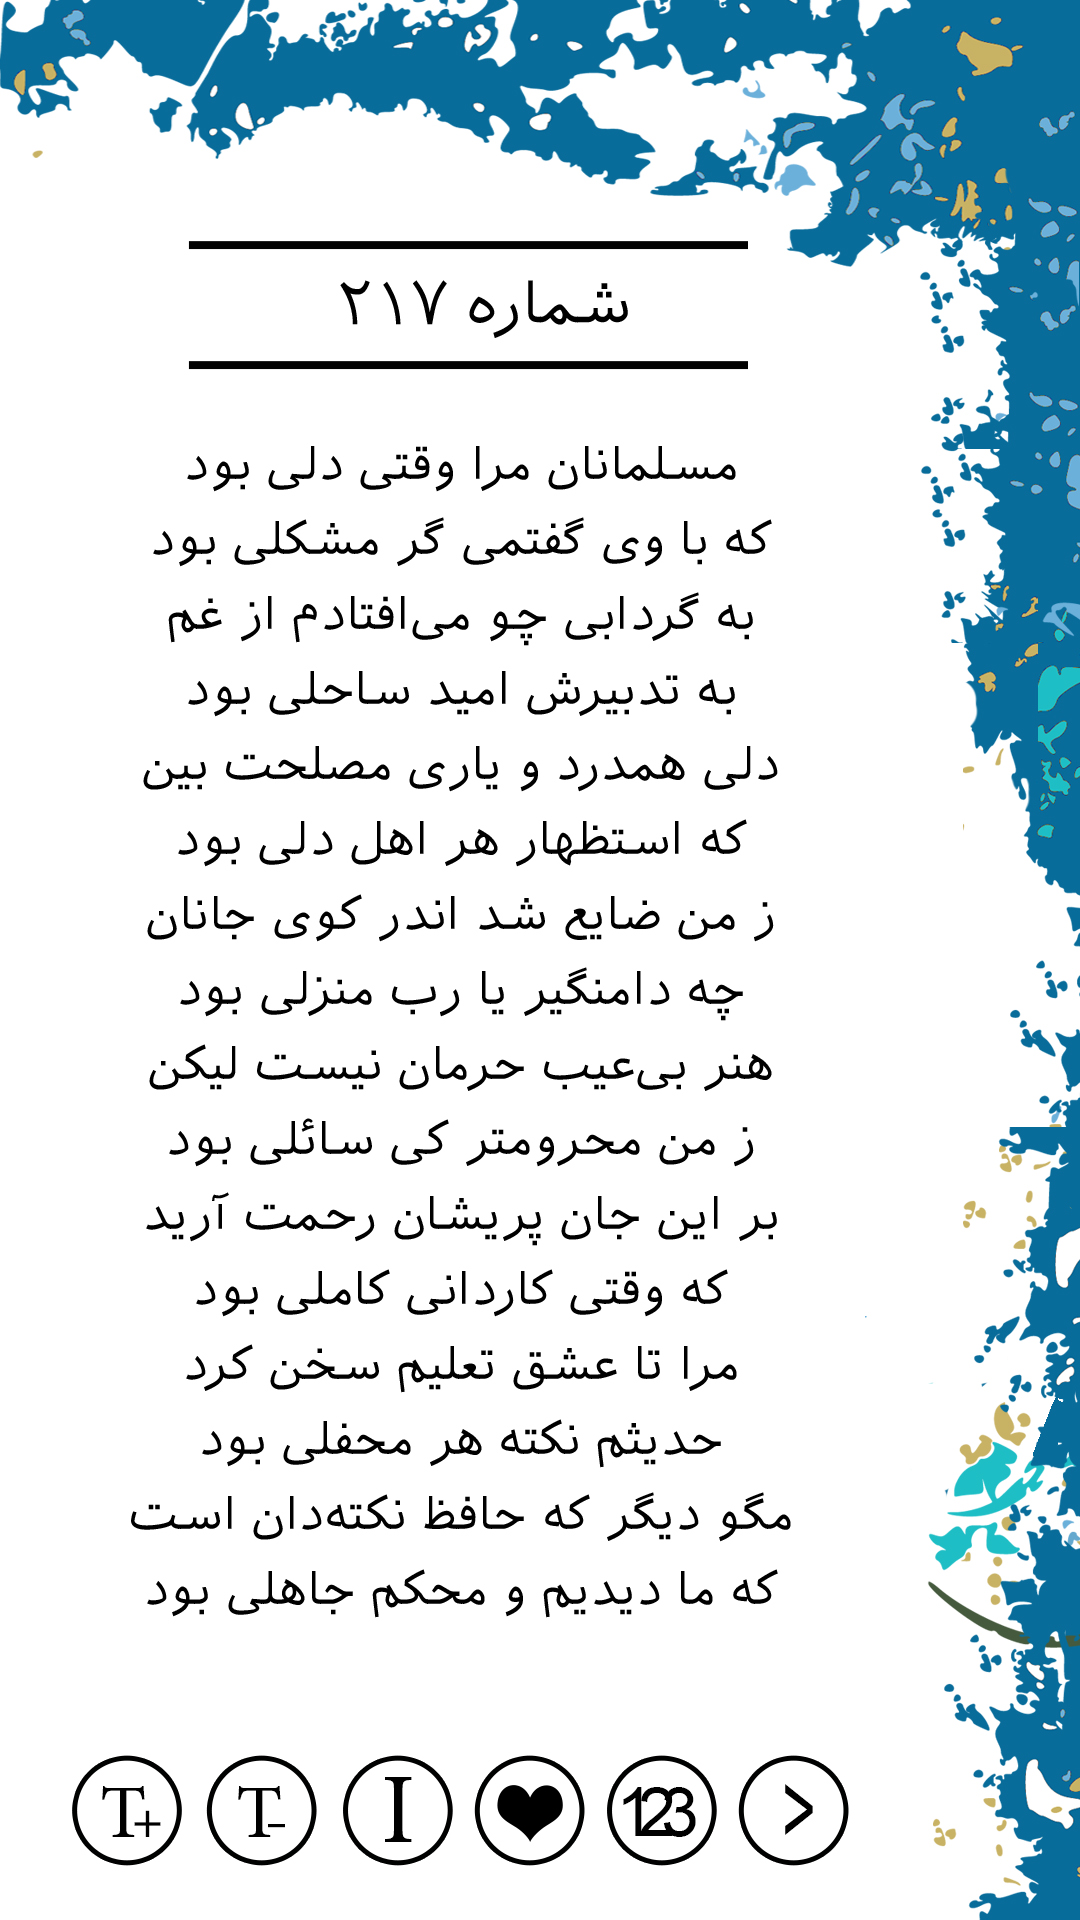 شماره ۲۱۷
مسلمانان مرا وقتی دلی بود
که با وی گفتمی گر مشکلی بود
به گردابی چو می‌افتادم از غم
به تدبیرش امید ساحلی بود
دلی همدرد و یاری مصلحت بین
که استظهار هر اهل دلی بود
ز من ضایع شد اندر کوی جانان
چه دامنگیر یا رب منزلی بود
هنر بی‌عیب حرمان نیست لیکن
ز من محرومتر کی سائلی بود
بر این جان پریشان رحمت آرید
که وقتی کاردانی کاملی بود
مرا تا عشق تعلیم سخن کرد
حدیثم نکته هر محفلی بود
مگو دیگر که حافظ نکته‌دان است
که ما دیدیم و محکم جاهلی بود
T+ T- I 123 >